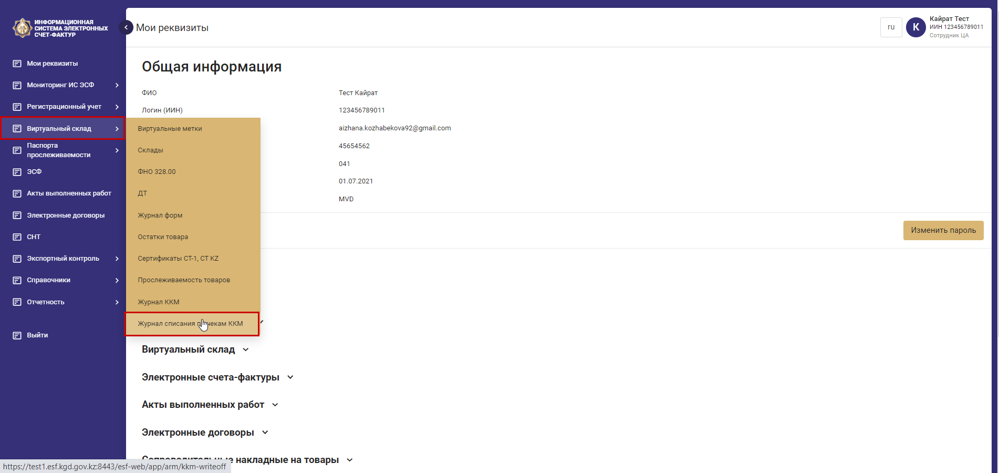 ИНФОРМАЦИОННАЯ
СИСТЕМА ЭЛЕКТРОННЫХ
СЧЕТ-ФАКТУР
Мои реквизиты
ru
К
Кайрат Тест
ИИН 123456789011
Сотрудник ЦА
Мои реквизиты
Мониторинг ИС ЭСФ
Регистрационный учет
Виртуальный склад
Паспорта
прослеживаемости
ЭСФ
Акты выполненных работ
Электронные договоры
СНТ
Экспортный контроль
Справочники
Отчетность
Выйти
Общая информация
ФИО
Тест Кайрат
Логин (ИИН)
123456789011
aizhana.kozhabekova92@gmail.com
45654562
041
01.07.2021
MVD
Изменить пароль
Виртуальные метки
Склады
ФНО 328.00
ДТ
Журнал форм
Остатки товара
Сертификаты СТ-1, СТ KZ
Прослеживаемость товаров
Журнал ККМ
Журнал списания по чекам ККМ
Виртуальный склад
Электронные счета-фактуры
Акты выполненных работ
Электронные договоры
Сопроводительные накладные на товары
https://test1.esf.kgd.gov.kz:8443/esf-web/app/arm/kkm-writeoff